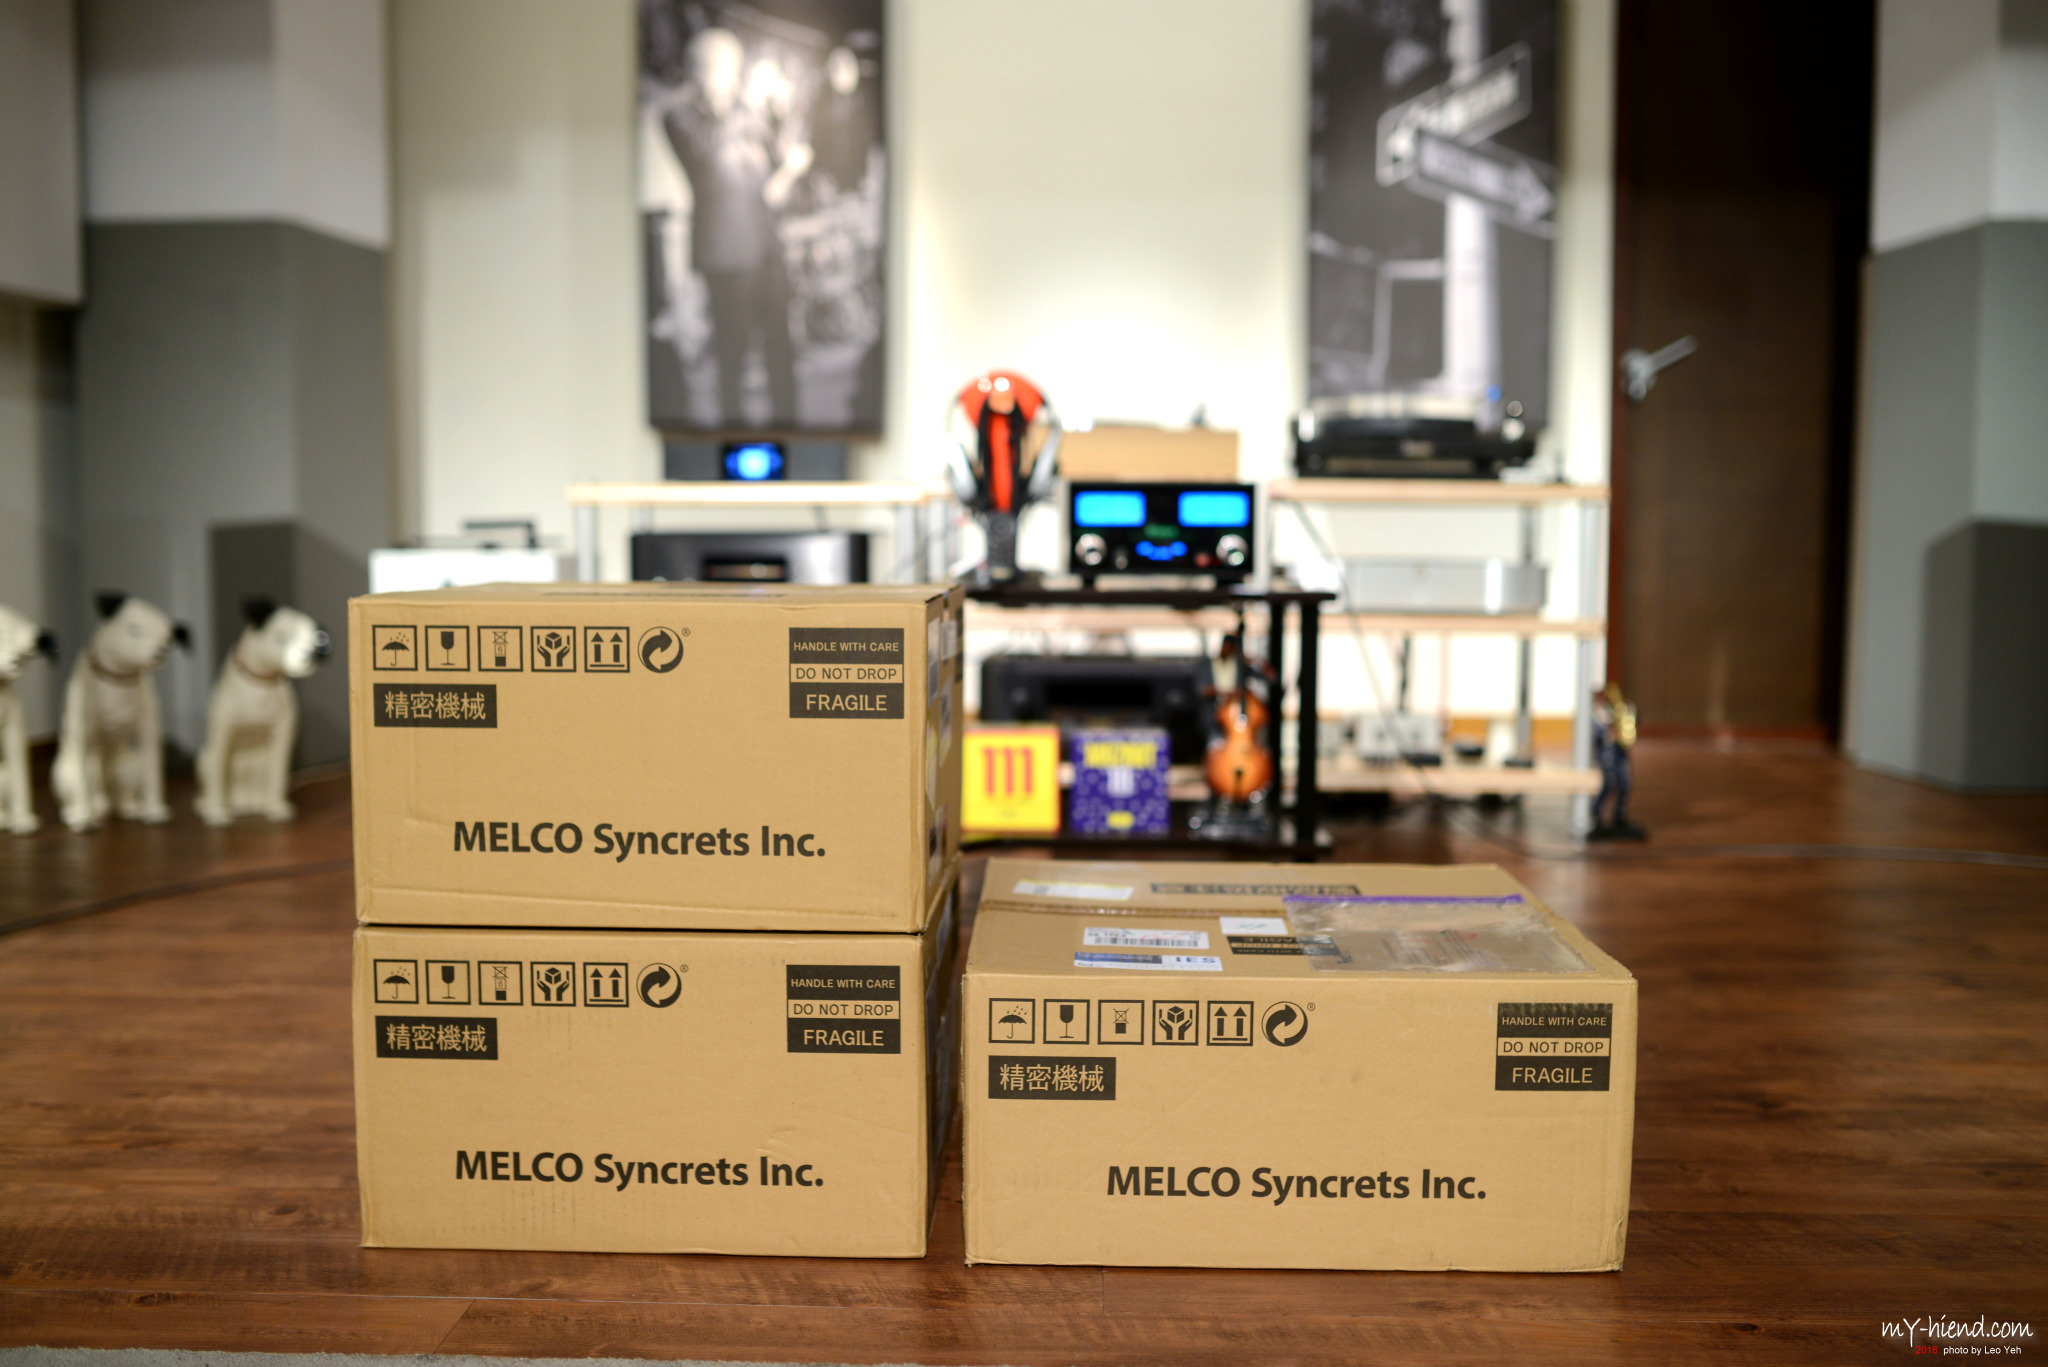 精密機械
HANDLE WITH CARE
DO NOT DROP
FRAGILE
MELCO Syncrets Inc.
精密機械
HANDLE WITH CARE
DO NOT DROP
FRAGILE
MELCO Syncrets Inc.
IES
精密機械
HANDLE WITH CARE
DO NOT DROP
FRAGILE
MELCO Syncrets Inc.
111
mY-hiend.com
2018 photo by Leo Yeh